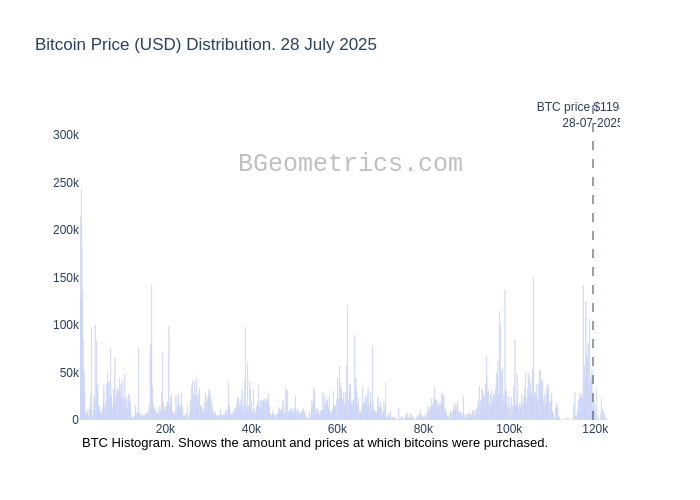 Bitcoin Price (USD) Distribution. 28 July 2025
BTC price $119
28-07-2025
BGeometrics.com
300k
250k
200k
150k
100k
50k
0
20k
40k
60k
80k
100k
120k
BTC Histogram. Shows the amount and prices at which bitcoins were purchased.